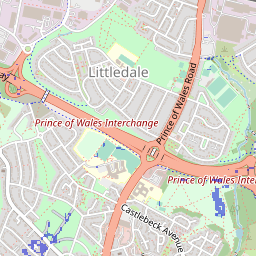 Littledale
Prince of Wales Interchange
Prince of Wales Road
Prince of Wales Interc
Castlebeck Avenue